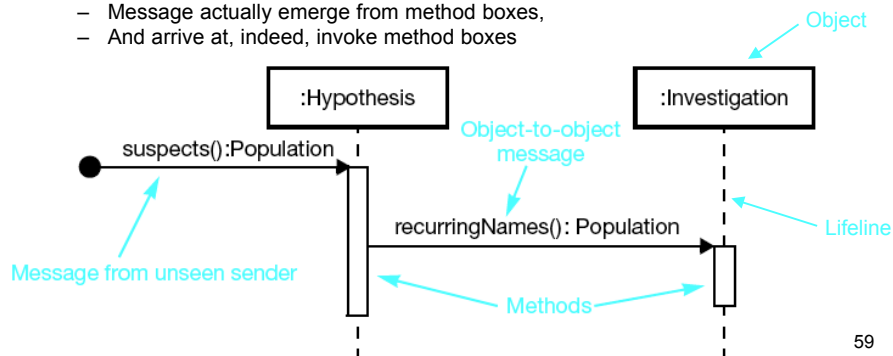 – Message actually emerge from method boxes,
– And arrive at, indeed, invoke method boxes
Object
:Hypothesis
:Investigation
Object-to-object
message
suspects():Population
recurringNames(): Population
Lifeline
Message from unseen sender
Methods
59